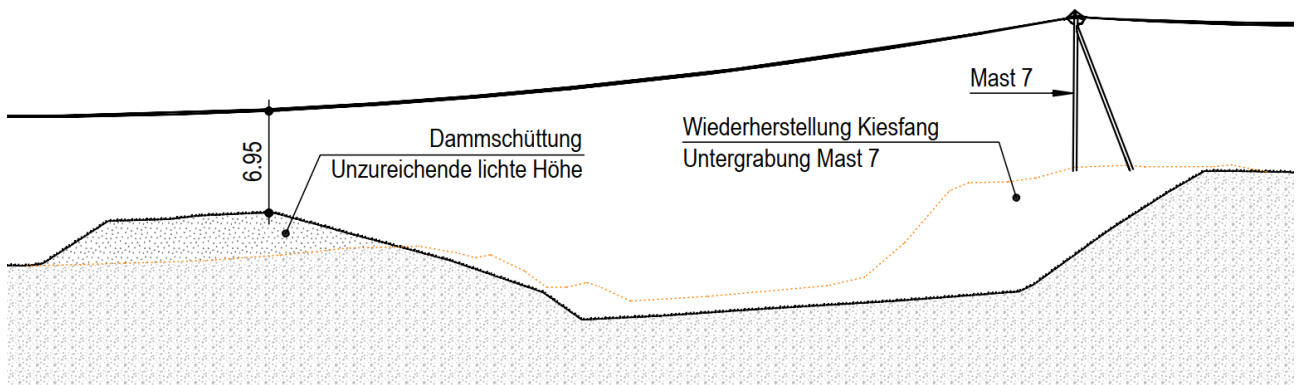 Mast 7
Dammschüttung
Unzureichende lichte Höhe
Wiederherstellung Kiesfang
Untergrabung Mast 7
6.95